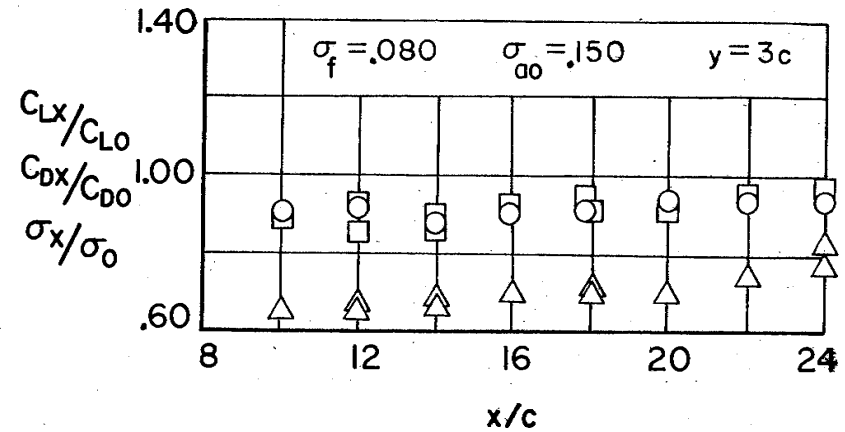 1.40
σf =.080 σao =.150 y = 3c
CLX/CLO
CDX/CDO
1.00
σX/σO
.60
8 12 16 20 24
x/c